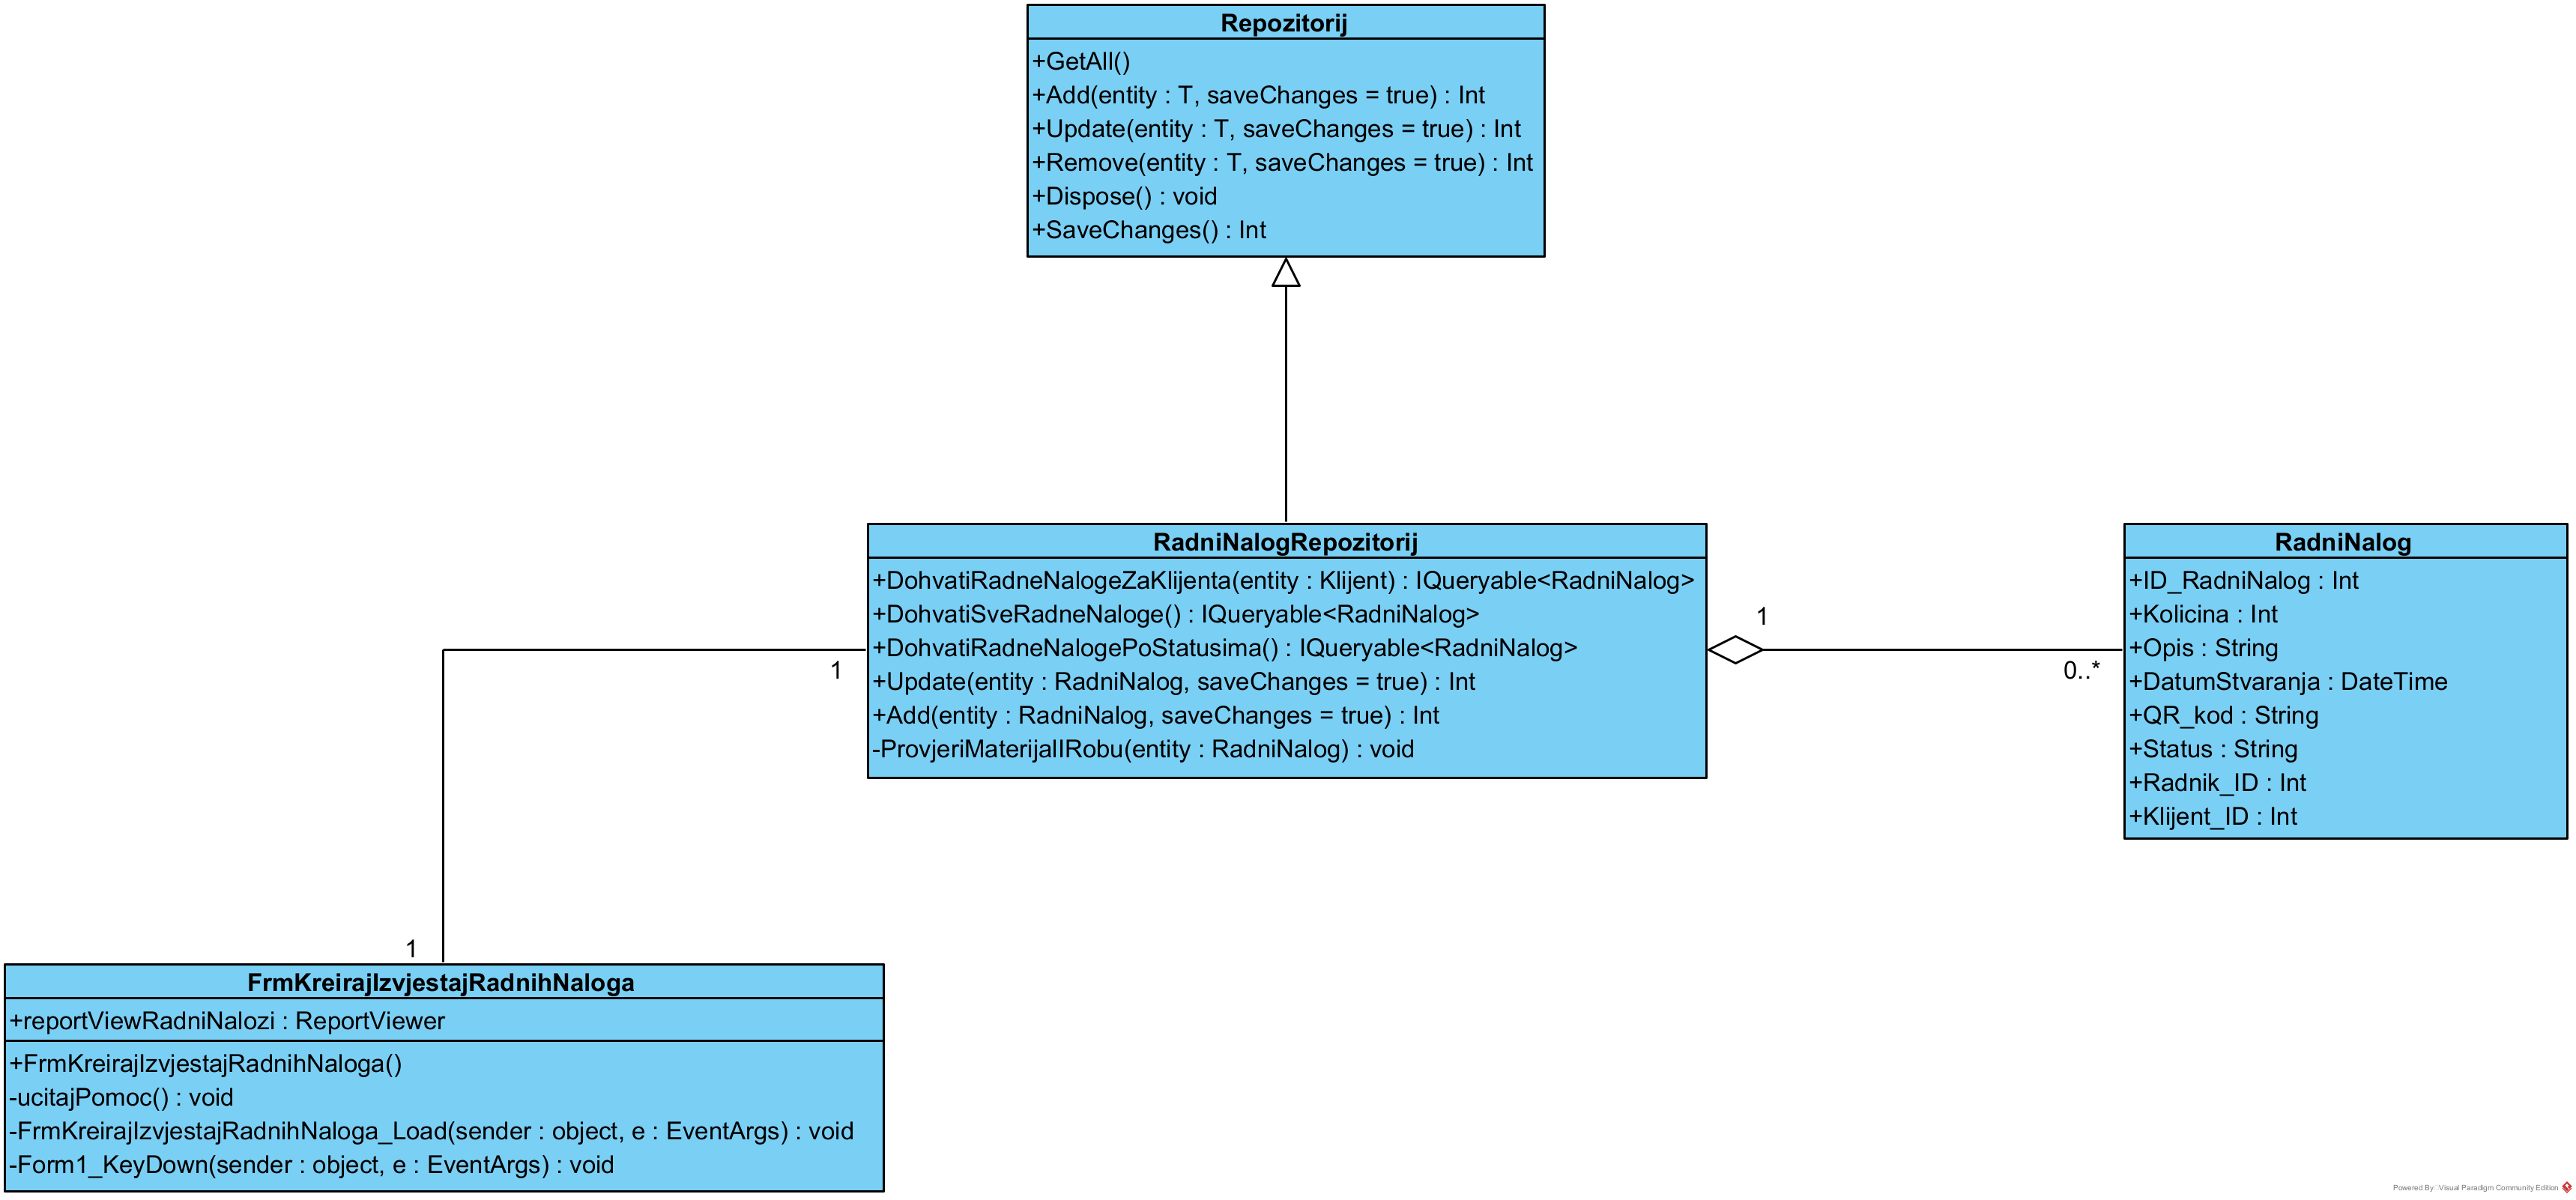 Repozitorij
+GetAll()
+Add(entity : T, saveChanges = true) : Int
+Update(entity : T, saveChanges = true) : Int
+Remove(entity : T, saveChanges = true) : Int
+Dispose() : void
+SaveChanges() : Int
RadniNalogRepozitorij
+DohvatiRadneNalogeZaKlijenta(entity : Klijent) : IQueryable<RadniNalog>
+DohvatiSveRadneNaloge() : IQueryable<RadniNalog>
+DohvatiRadneNalogePoStatusima() : IQueryable<RadniNalog>
+Update(entity : RadniNalog, saveChanges = true) : Int
+Add(entity : RadniNalog, saveChanges = true) : Int
-ProvjeriMaterijalIRobu(entity : RadniNalog) : void
1
0..*
RadniNalog
+ID_RadniNalog : Int
+Kolicina : Int
+Opis : String
+DatumStvaranja : DateTime
+QR_kod : String
+Status : String
+Radnik_ID : Int
+Klijent_ID : Int
1
1
FrmKreirajIzvjestajRadnihNaloga
+reportViewRadniNalozi : ReportViewer
+FrmKreirajIzvjestajRadnihNaloga()
-ucitajPomoc() : void
-FrmKreirajIzvjestajRadnihNaloga_Load(sender : object, e : EventArgs) : void
-Form1_KeyDown(sender : object, e : EventArgs) : void
Powered By: Visual Paradigm Community Edition